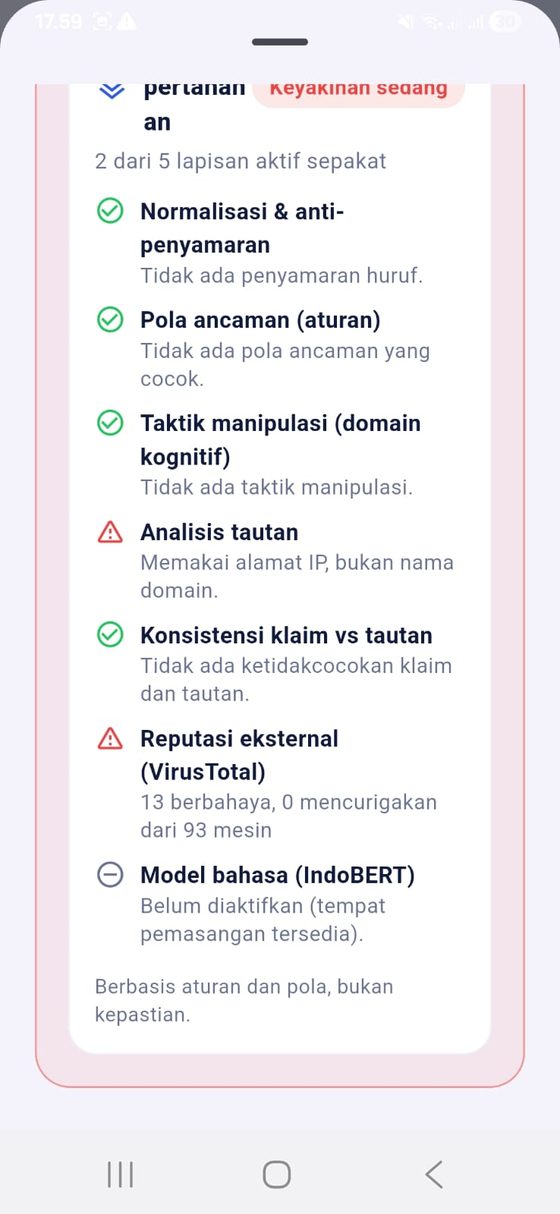 17.59
pertahan
Keyakinan sedang
an
2 dari 5 lapisan aktif sepakat
Normalisasi & anti-
penyamaran
Tidak ada penyamaran huruf.
Pola ancaman (aturan)
Tidak ada pola ancaman yang
cocok.
Taktik manipulasi (domain
kognitif)
Tidak ada taktik manipulasi.
Analisis tautan
Memakai alamat IP, bukan nama
domain.
Konsistensi klaim vs tautan
Tidak ada ketidakcocokan klaim
dan tautan.
Reputasi eksternal
(VirusTotal)
13 berbahaya, 0 mencurigakan
dari 93 mesin
Model bahasa (IndoBERT)
Belum diaktifkan (tempat
pemasangan tersedia).
Berbasis aturan dan pola, bukan
kepastian.